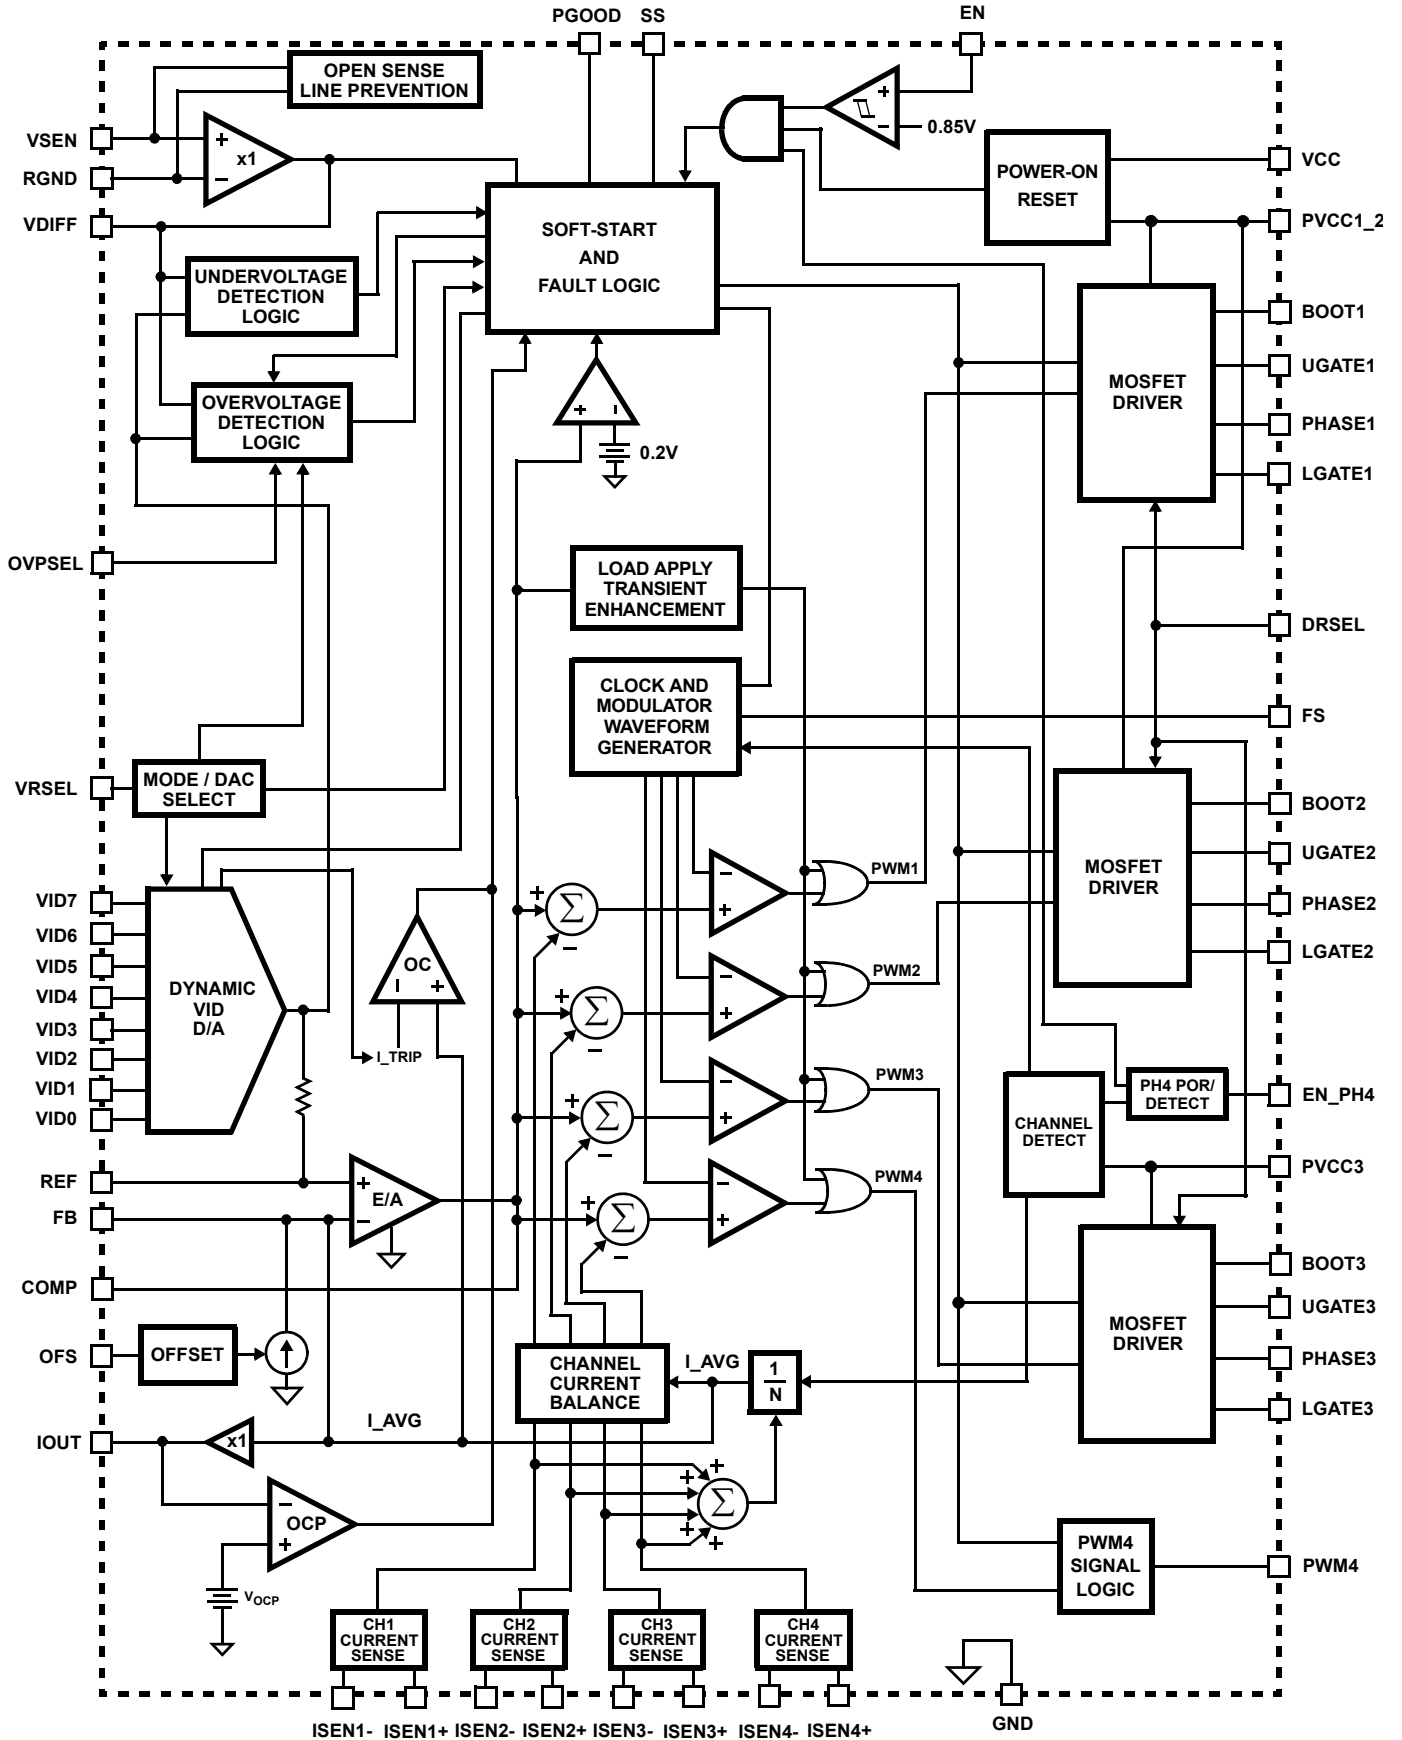 PGOOD SS EN
OPEN SENSE
LINE PREVENTION
VSEN
+
−
x1
RGND
VDIFF
+
−
0.85V
POWER-ON
RESET
VCC
PVCC1_2
SOFT-START
AND
FAULT LOGIC
UNDERVOLTAGE
DETECTION
LOGIC
OVERVOLTAGE
DETECTION
LOGIC
+ −
0.2V
MOSFET
DRIVER
BOOT1
UGATE1
PHASE1
LGATE1
OVPSEL
LOAD APPLY
TRANSIENT
ENHANCEMENT
DRSEL
CLOCK AND
MODULATOR
WAVEFORM
GENERATOR
FS
VRSEL
MODE / DAC
SELECT
MOSFET
DRIVER
BOOT2
UGATE2
PHASE2
LGATE2
VID7
VID6
VID5
VID4
VID3
VID2
VID1
VID0
DYNAMIC
VID
D/A
OC
− +
I_TRIP
+
Σ
−
−
+
PWM1
+
Σ
−
−
+
PWM2
+
Σ
−
−
+
PWM3
+
Σ
−
−
+
PWM4
CHANNEL
DETECT
PH4 POR/
DETECT
EN_PH4
PVCC3
REF
FB
+
−
E/A
COMP
OFS
OFFSET
MOSFET
DRIVER
BOOT3
UGATE3
PHASE3
LGATE3
CHANNEL
CURRENT
BALANCE
I_AVG
1
N
I_AVG
IOUT
x1
−
+
OCP
VOCP
+
+
Σ
+
+
PWM4
SIGNAL
LOGIC
PWM4
CH1
CURRENT
SENSE
CH2
CURRENT
SENSE
CH3
CURRENT
SENSE
CH4
CURRENT
SENSE
ISEN1- ISEN1+ ISEN2- ISEN2+ ISEN3- ISEN3+ ISEN4- ISEN4+
GND